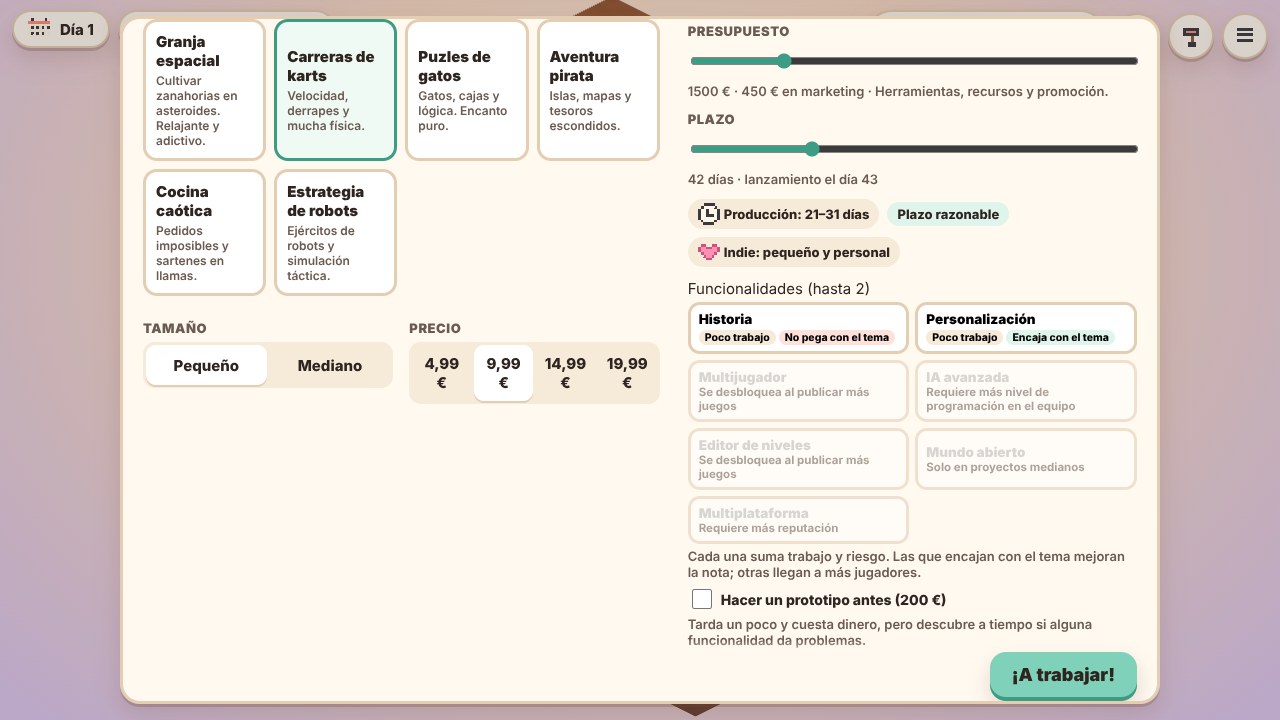 Día 1
Granja
espacial
Cultivar
zanahorias en
asteroides.
Relajante y
adictivo.
Carreras de
karts
Velocidad,
derrapes y
mucha física.
Puzles de
gatos
Gatos, cajas y
lógica. Encanto
puro.
Aventura
pirata
Islas, mapas y
tesoros
escondidos.
Cocina
caótica
Pedidos
imposibles y
sartenes en
llamas.
Estrategia
de robots
Ejércitos de
robots y
simulación
táctica.
TAMAÑO
Pequeño
Mediano
PRECIO
4,99
€
9,99
€
14,99
€
19,99
€
PRESUPUESTO
1500 € · 450 € en marketing · Herramientas, recursos y promoción.
PLAZO
42 días · lanzamiento el día 43
Producción: 21–31 días
Plazo razonable
Indie: pequeño y personal
Funcionalidades (hasta 2)
Historia
Poco trabajo
No pega con el tema
Personalización
Poco trabajo
Encaja con el tema
Multijugador
Se desbloquea al publicar más
juegos
IA avanzada
Requiere más nivel de
programación en el equipo
Editor de niveles
Se desbloquea al publicar más
juegos
Mundo abierto
Solo en proyectos medianos
Multiplataforma
Requiere más reputación
Cada una suma trabajo y riesgo. Las que encajan con el tema mejoran
la nota; otras llegan a más jugadores.
Hacer un prototipo antes (200 €)
Tarda un poco y cuesta dinero, pero descubre a tiempo si alguna
funcionalidad da problemas.
¡A trabajar!